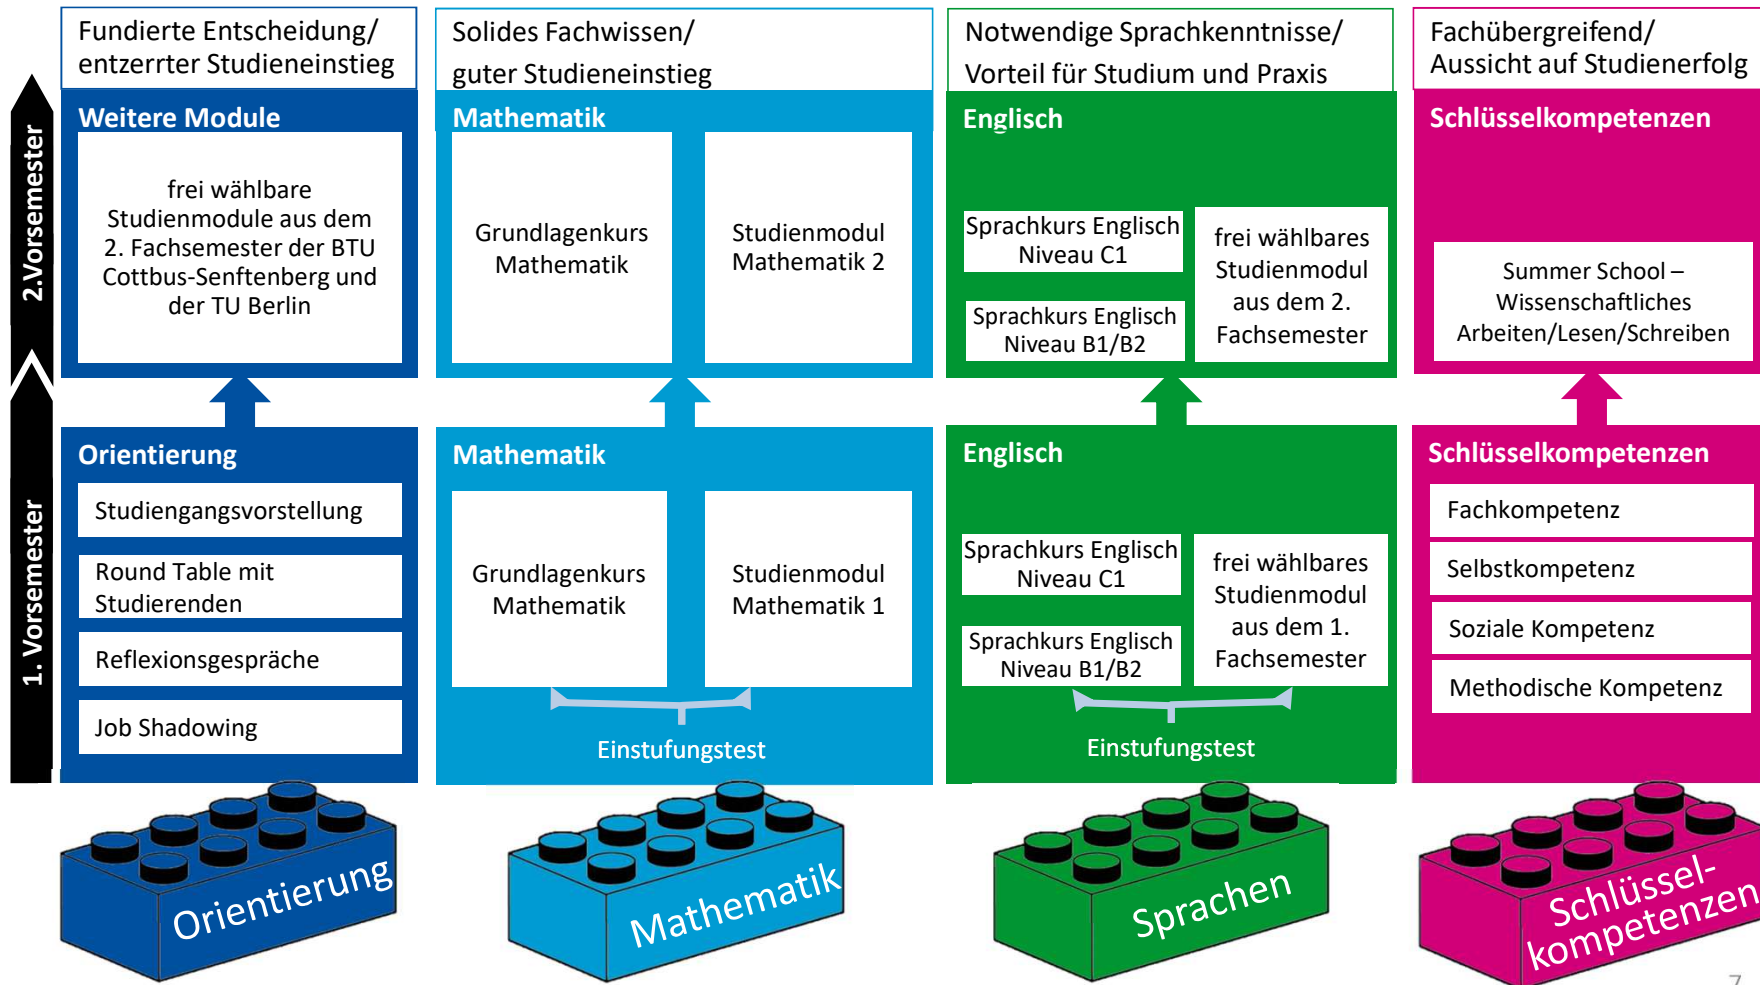 Fundierte Entscheidung/
entzerrter Studieneinstieg
Solides Fachwissen/
guter Studieneinstieg
Notwendige Sprachkenntnisse/
Vorteil für Studium und Praxis
Fachübergreifend/
Aussicht auf Studienerfolg
2.Vorsemester
Weitere Module
frei wählbare
Studienmodule aus dem
2. Fachsemester der BTU
Cottbus-Senftenberg und
der TU Berlin
Mathematik
Grundlagenkurs
Mathematik
Studienmodul
Mathematik 2
Englisch
Sprachkurs Englisch
Niveau C1
Sprachkurs Englisch
Niveau B1/B2
frei wählbares
Studienmodul
aus dem 2.
Fachsemester
Schlüsselkompetenzen
Summer School –
Wissenschaftliches
Arbeiten/Lesen/Schreiben
1. Vorsemester
Orientierung
Studiengangsvorstellung
Round Table mit
Studierenden
Reflexionsgespräche
Job Shadowing
Mathematik
Grundlagenkurs
Mathematik
Studienmodul
Mathematik 1
Einstufungstest
Englisch
Sprachkurs Englisch
Niveau C1
Sprachkurs Englisch
Niveau B1/B2
frei wählbares
Studienmodul
aus dem 1.
Fachsemester
Einstufungstest
Schlüsselkompetenzen
Fachkompetenz
Selbstkompetenz
Soziale Kompetenz
Methodische Kompetenz
Orientierung
Mathematik
Sprachen
Schlüssel-
kompetenzen
7